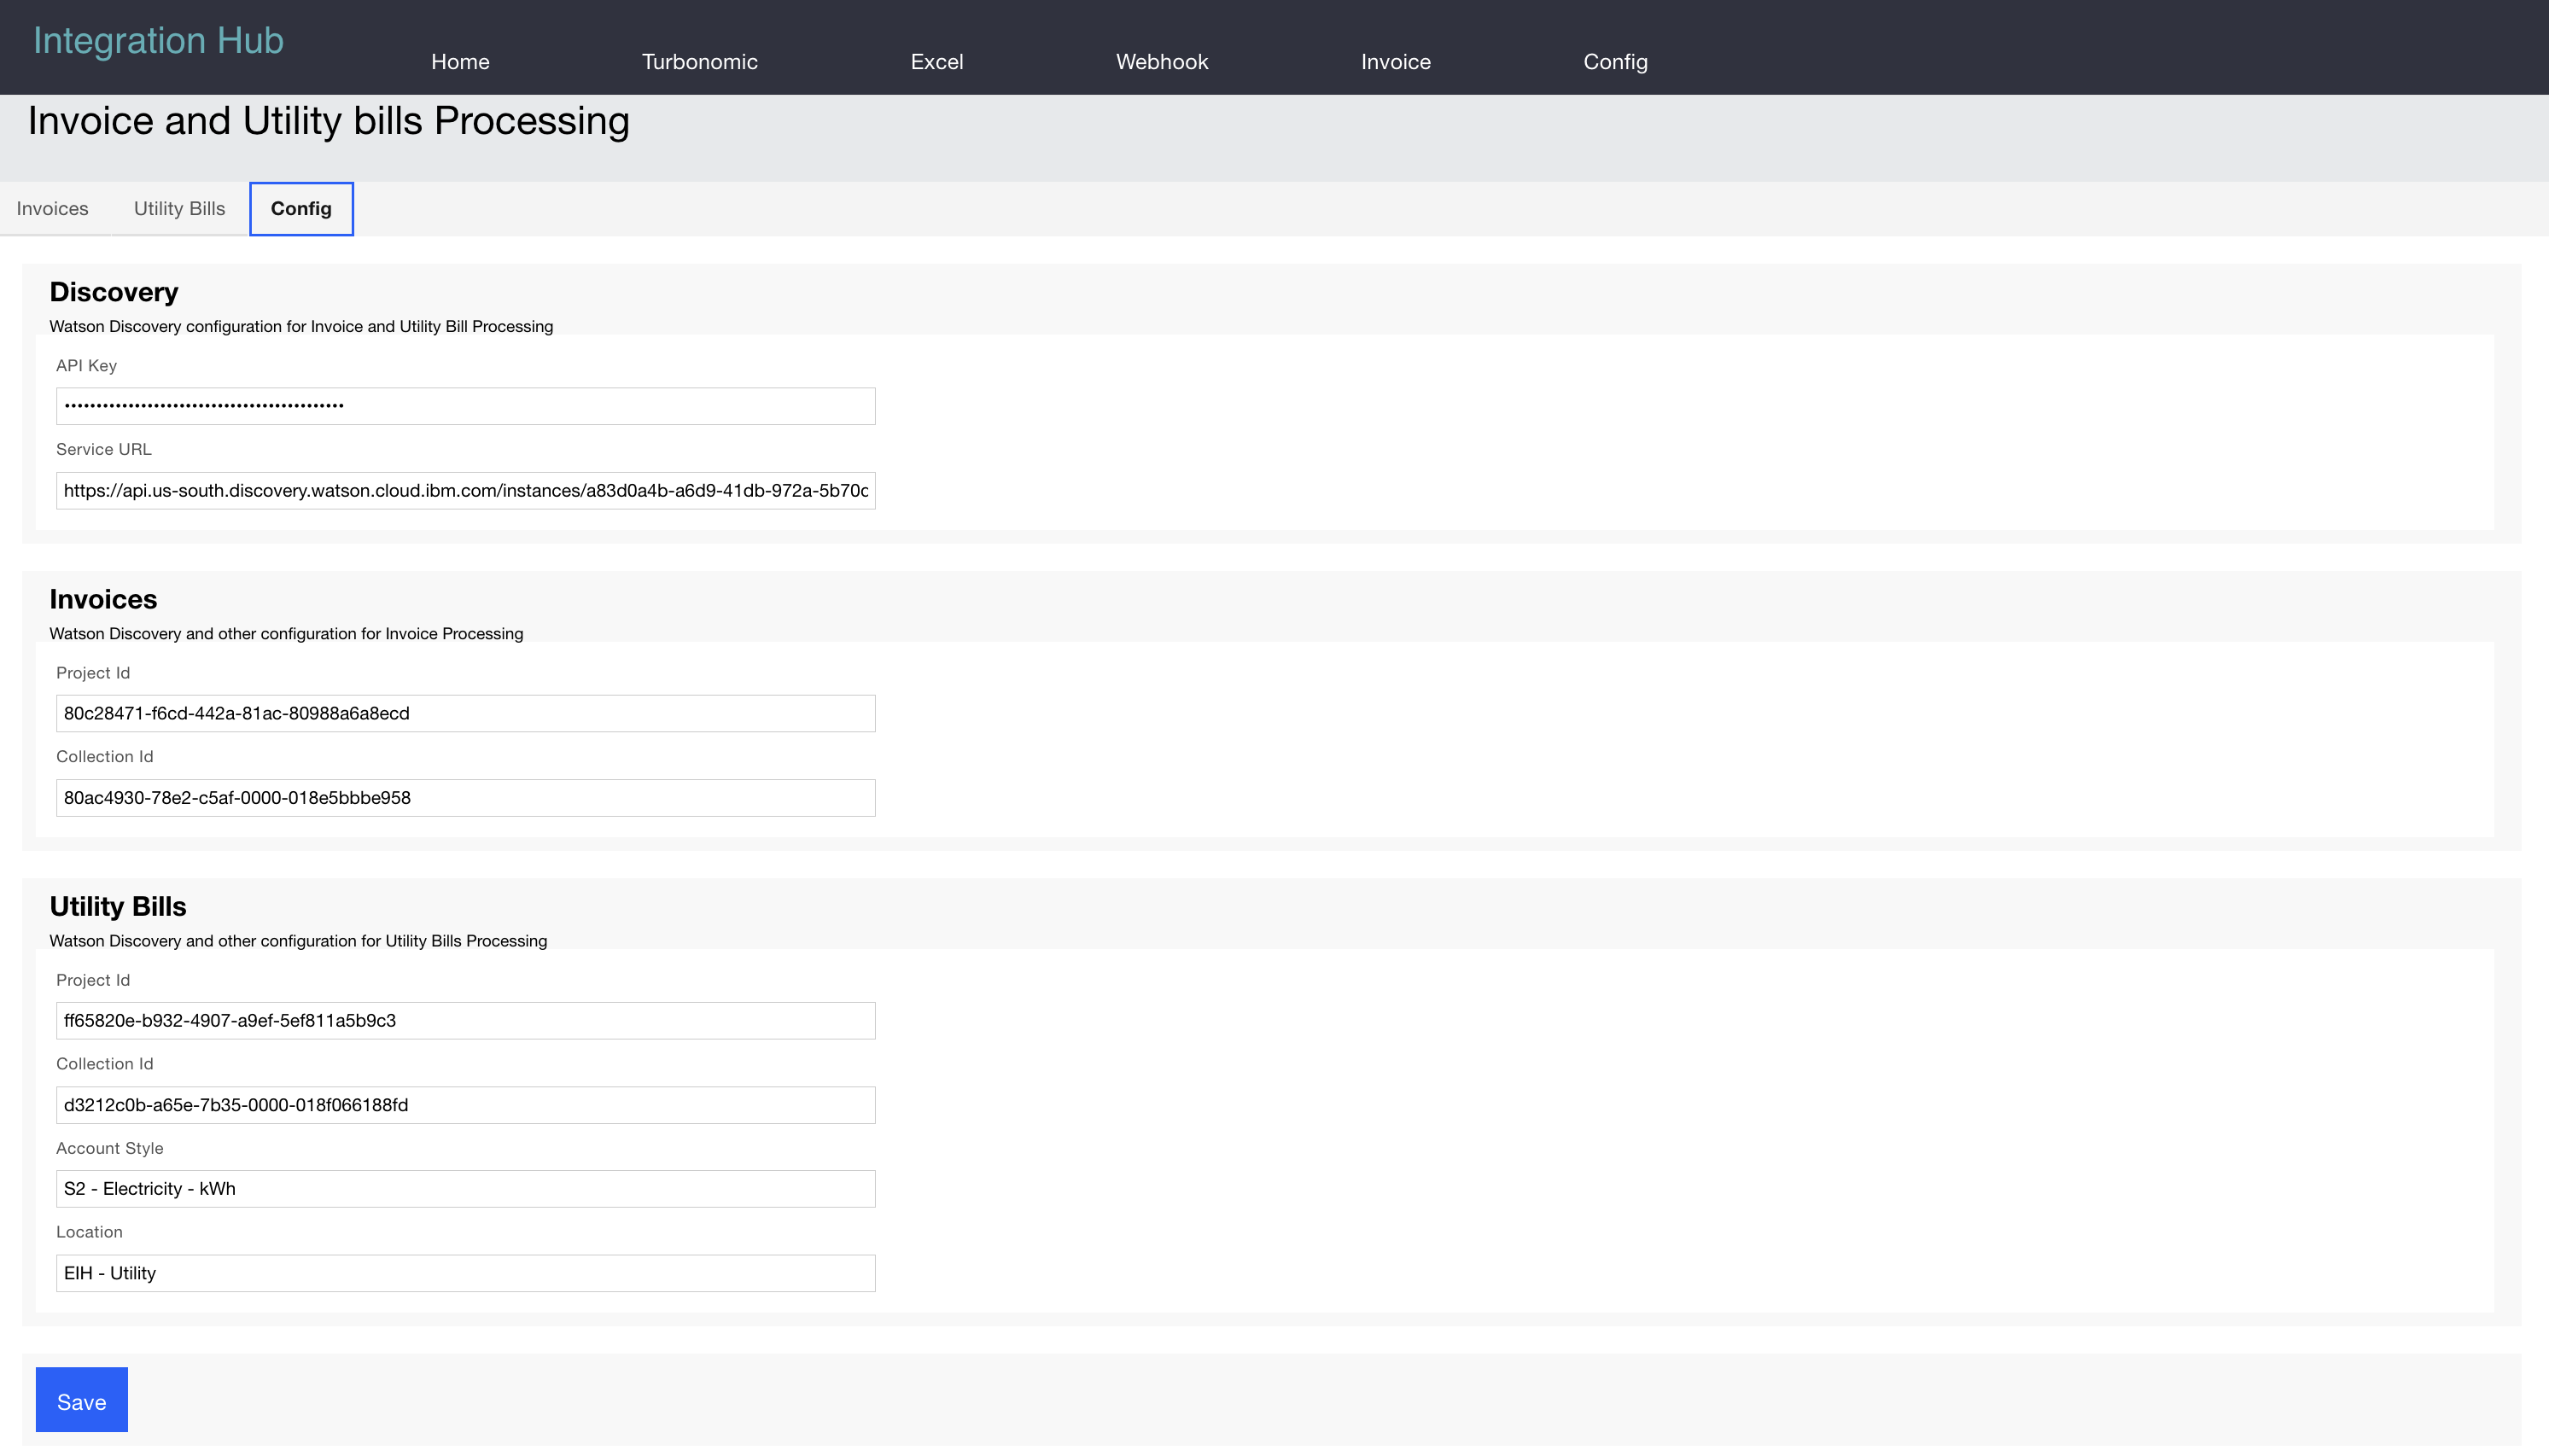 Integration Hub
Home Turbonomic Excel Webhook Invoice Config
Invoice and Utility bills Processing
Invoices Utility Bills Config
Discovery
Watson Discovery configuration for Invoice and Utility Bill Processing
API Key
••••••••••••••••••••••••••••••••••••••••••••
Service URL
https://api.us-south.discovery.watson.cloud.ibm.com/instances/a83d0a4b-a6d9-41db-972a-5b70c
Invoices
Watson Discovery and other configuration for Invoice Processing
Project Id
80c28471-f6cd-442a-81ac-80988a6a8ecd
Collection Id
80ac4930-78e2-c5af-0000-018e5bbbe958
Utility Bills
Watson Discovery and other configuration for Utility Bills Processing
Project Id
ff65820e-b932-4907-a9ef-5ef811a5b9c3
Collection Id
d3212c0b-a65e-7b35-0000-018f066188fd
Account Style
S2 - Electricity - kWh
Location
EIH - Utility
Save